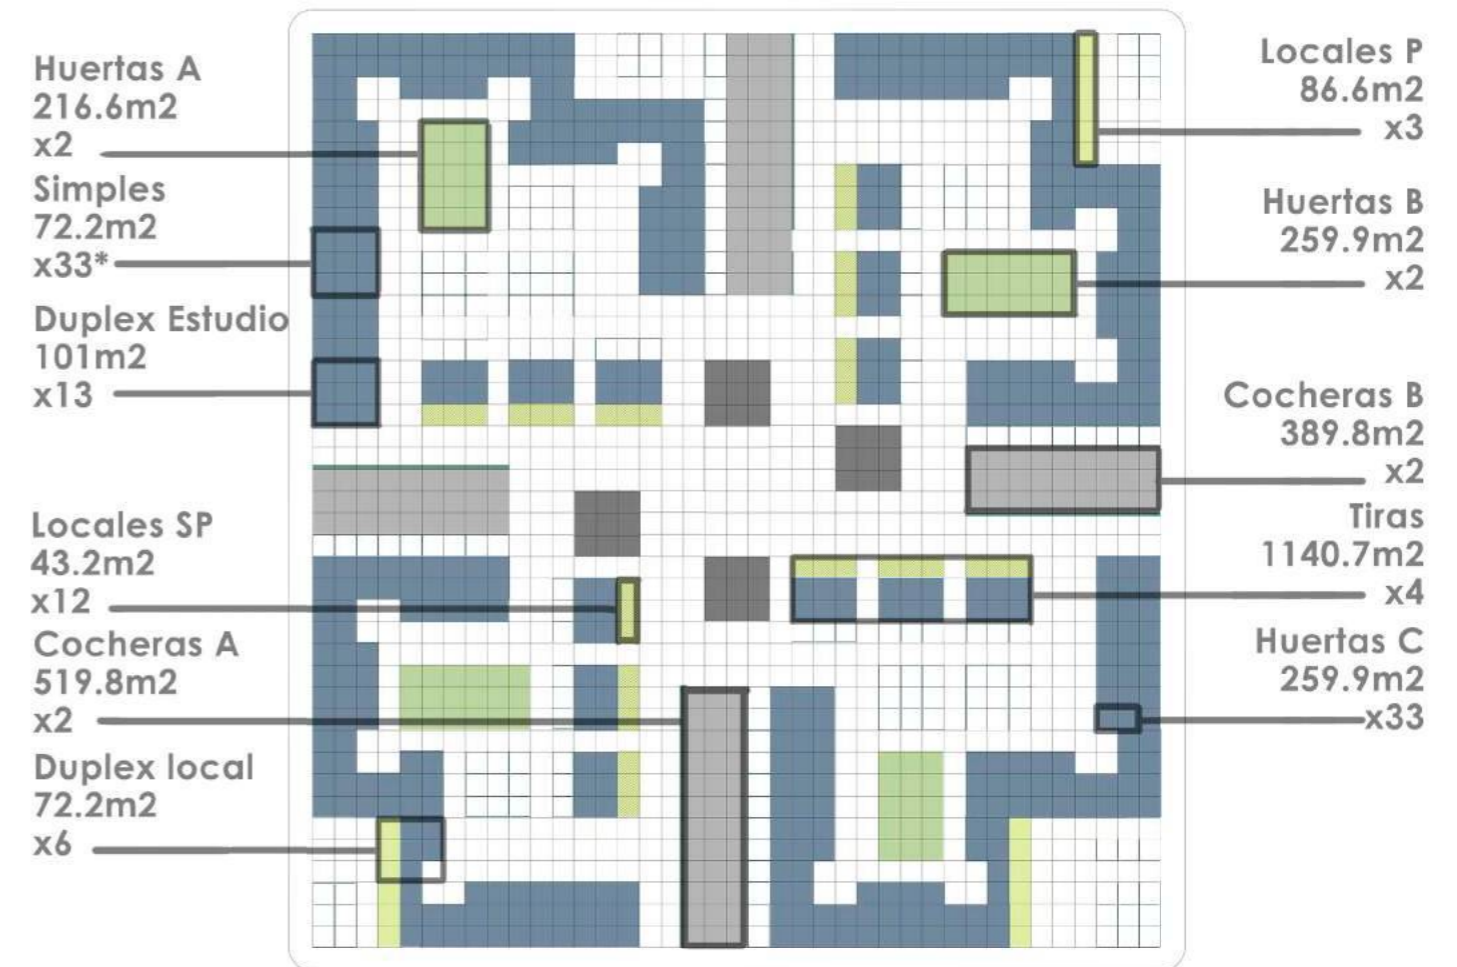 Huertas A
216.6m2
x2
Simples
72.2m2
x33*
Duplex Estudio
101m2
x13
Locales SP
43.2m2
x12
Cocheras A
519.8m2
x2
Duplex local
72.2m2
x6
Locales P
86.6m2
x3
Huertas B
259.9m2
x2
Cocheras B
389.8m2
x2
Tiras
1140.7m2
x4
Huertas C
259.9m2
x33